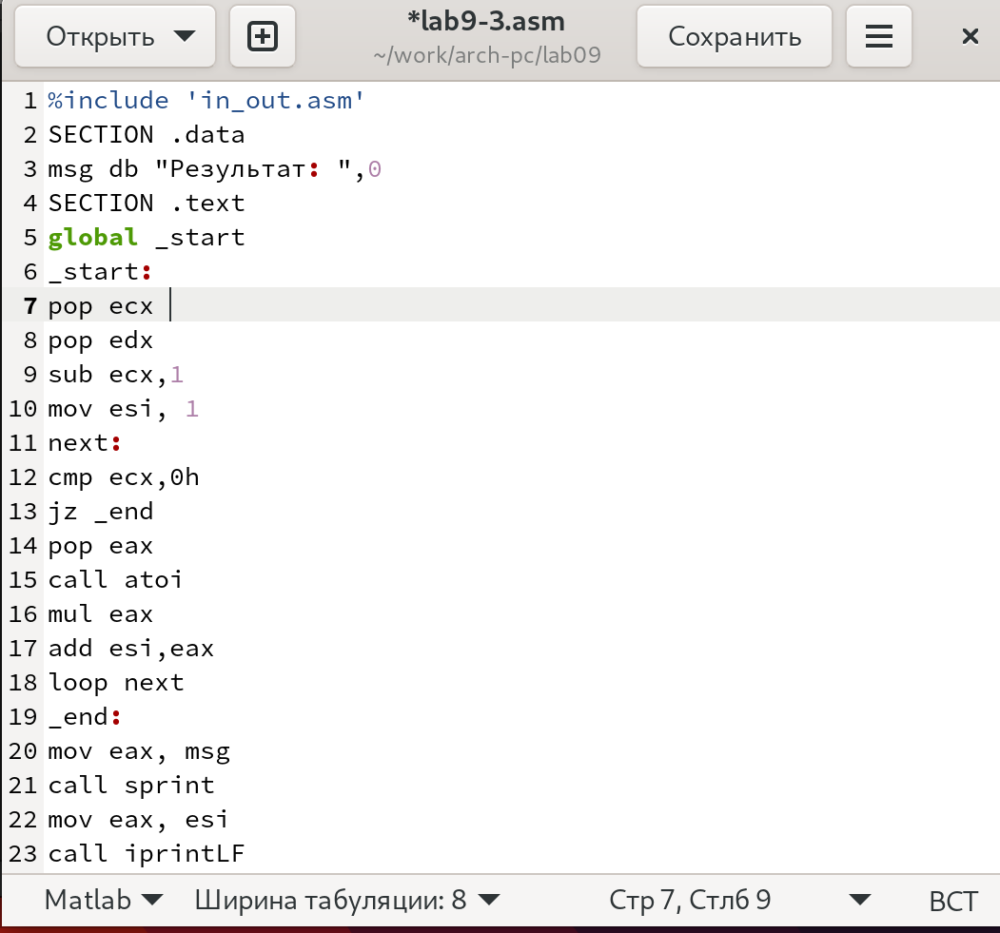 Открыть
*lab9-3.asm
~/work/arch-pc/lab09
Сохранить
1 %include 'in_out.asm'
2 SECTION .data
3 msg db "Результат: ",0
4 SECTION .text
5 global _start
6 _start:
7 pop ecx
8 pop edx
9 sub ecx,1
10 mov esi, 1
11 next:
12 cmp ecx,0h
13 jz _end
14 pop eax
15 call atoi
16 mul eax
17 add esi,eax
18 loop next
19 _end:
20 mov eax, msg
21 call sprint
22 mov eax, esi
23 call iprintLF
Matlab Ширина табуляции: 8 Стр 7, Стлб 9 ВСТ